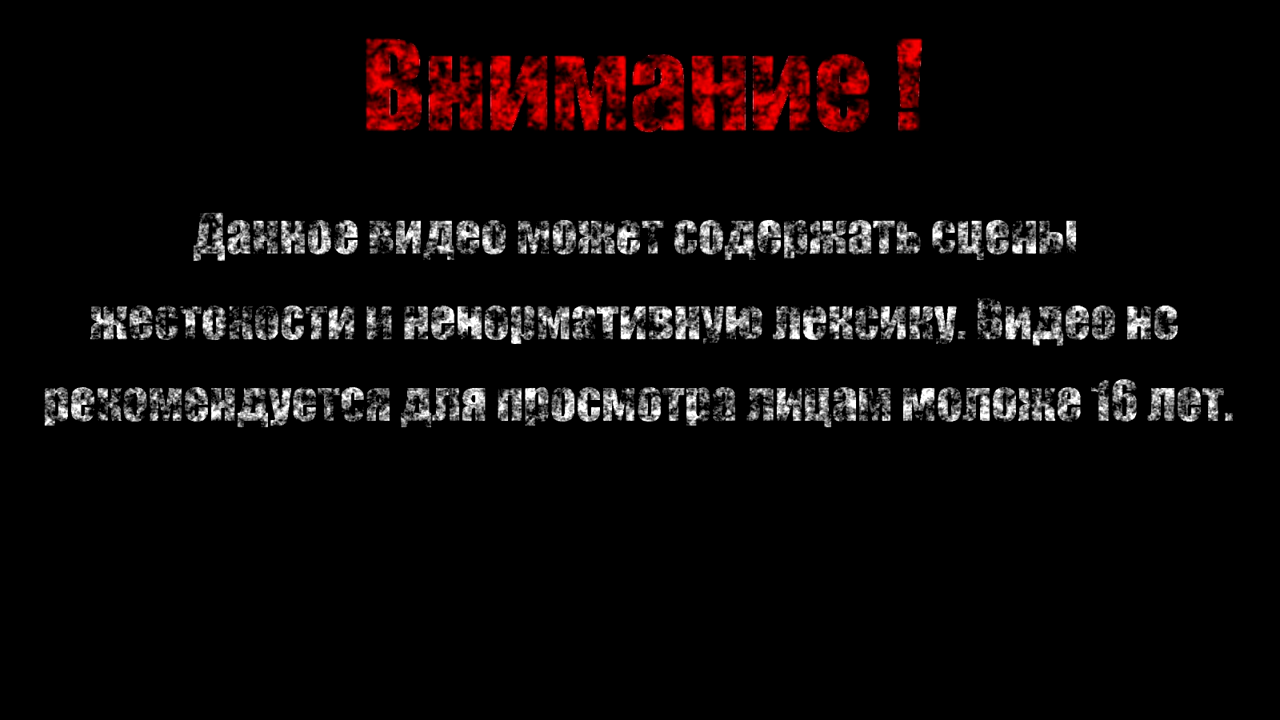 Внимание !
Данное видео может содержать сцены
жестокости и ненормативную лексику. Видео не
рекомендуется для просмотра лицам моложе 16 лет.